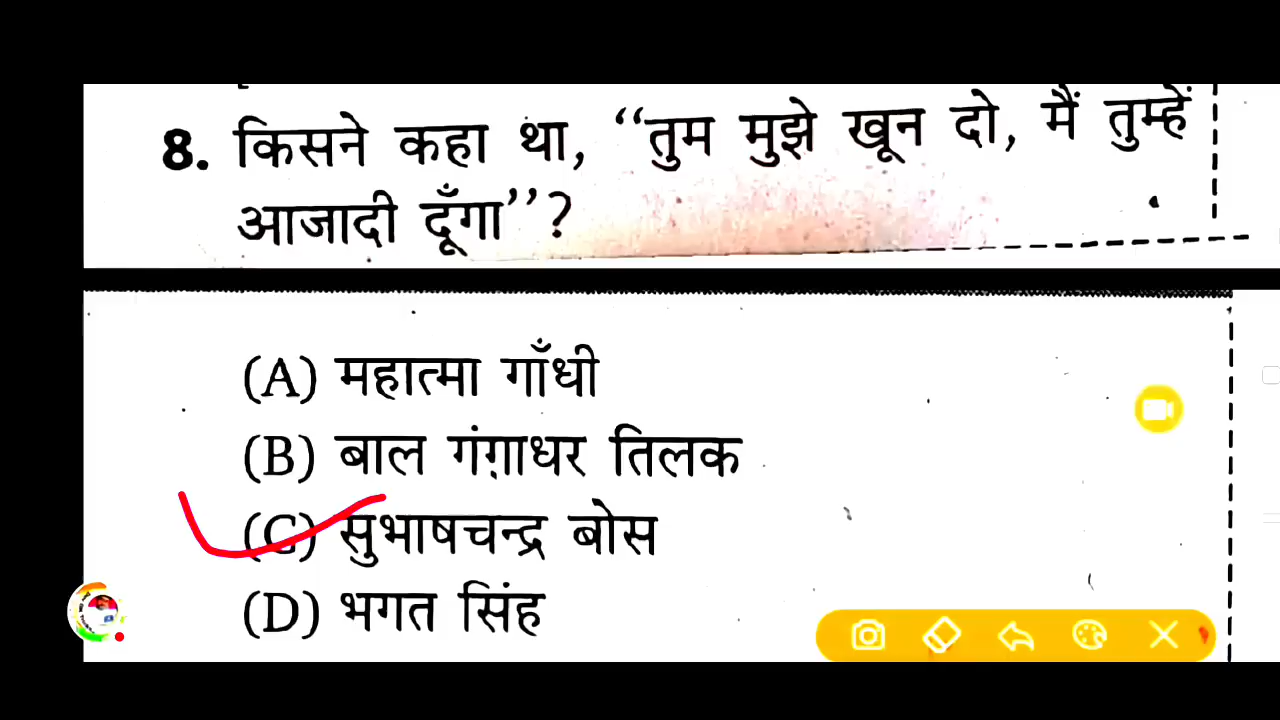 8. किसने कहा था, ‘‘तुम मुझे खून दो, मैं तुम्हें
आजादी दूँगा’’?
(A) महात्मा गाँधी
(B) बाल गंग़ाधर तिलक
(C) सुभाषचन्द्र बोस
(D) भगत सिंह